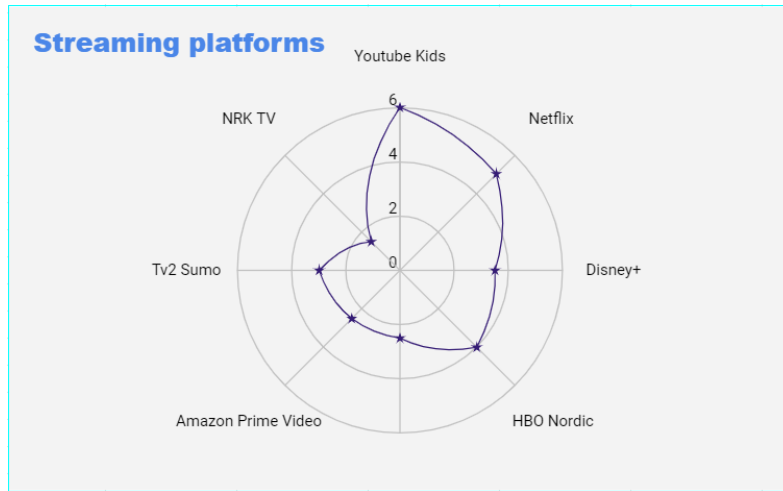 Streaming platforms
Youtube Kids
NRK TV
Netflix
6
4
2
0
Tv2 Sumo
Disney+
Amazon Prime Video
HBO Nordic